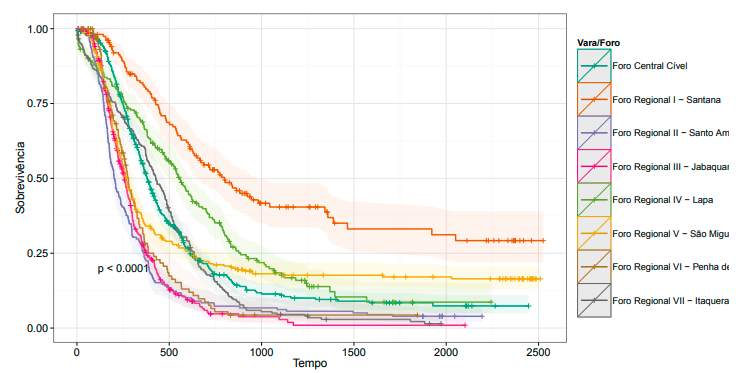 Vara/Foro
Foro Central Cível
Foro Regional I − Santana
Foro Regional II − Santo Am
Foro Regional III − Jabaquar
Foro Regional IV − Lapa
Foro Regional V − São Migu
Foro Regional VI − Penha de
Foro Regional VII − Itaquera
Sobrevivência
1.00
0.75
0.50
0.25
0.00
p < 0.0001
0
500
1000
1500
2000
2500
Tempo